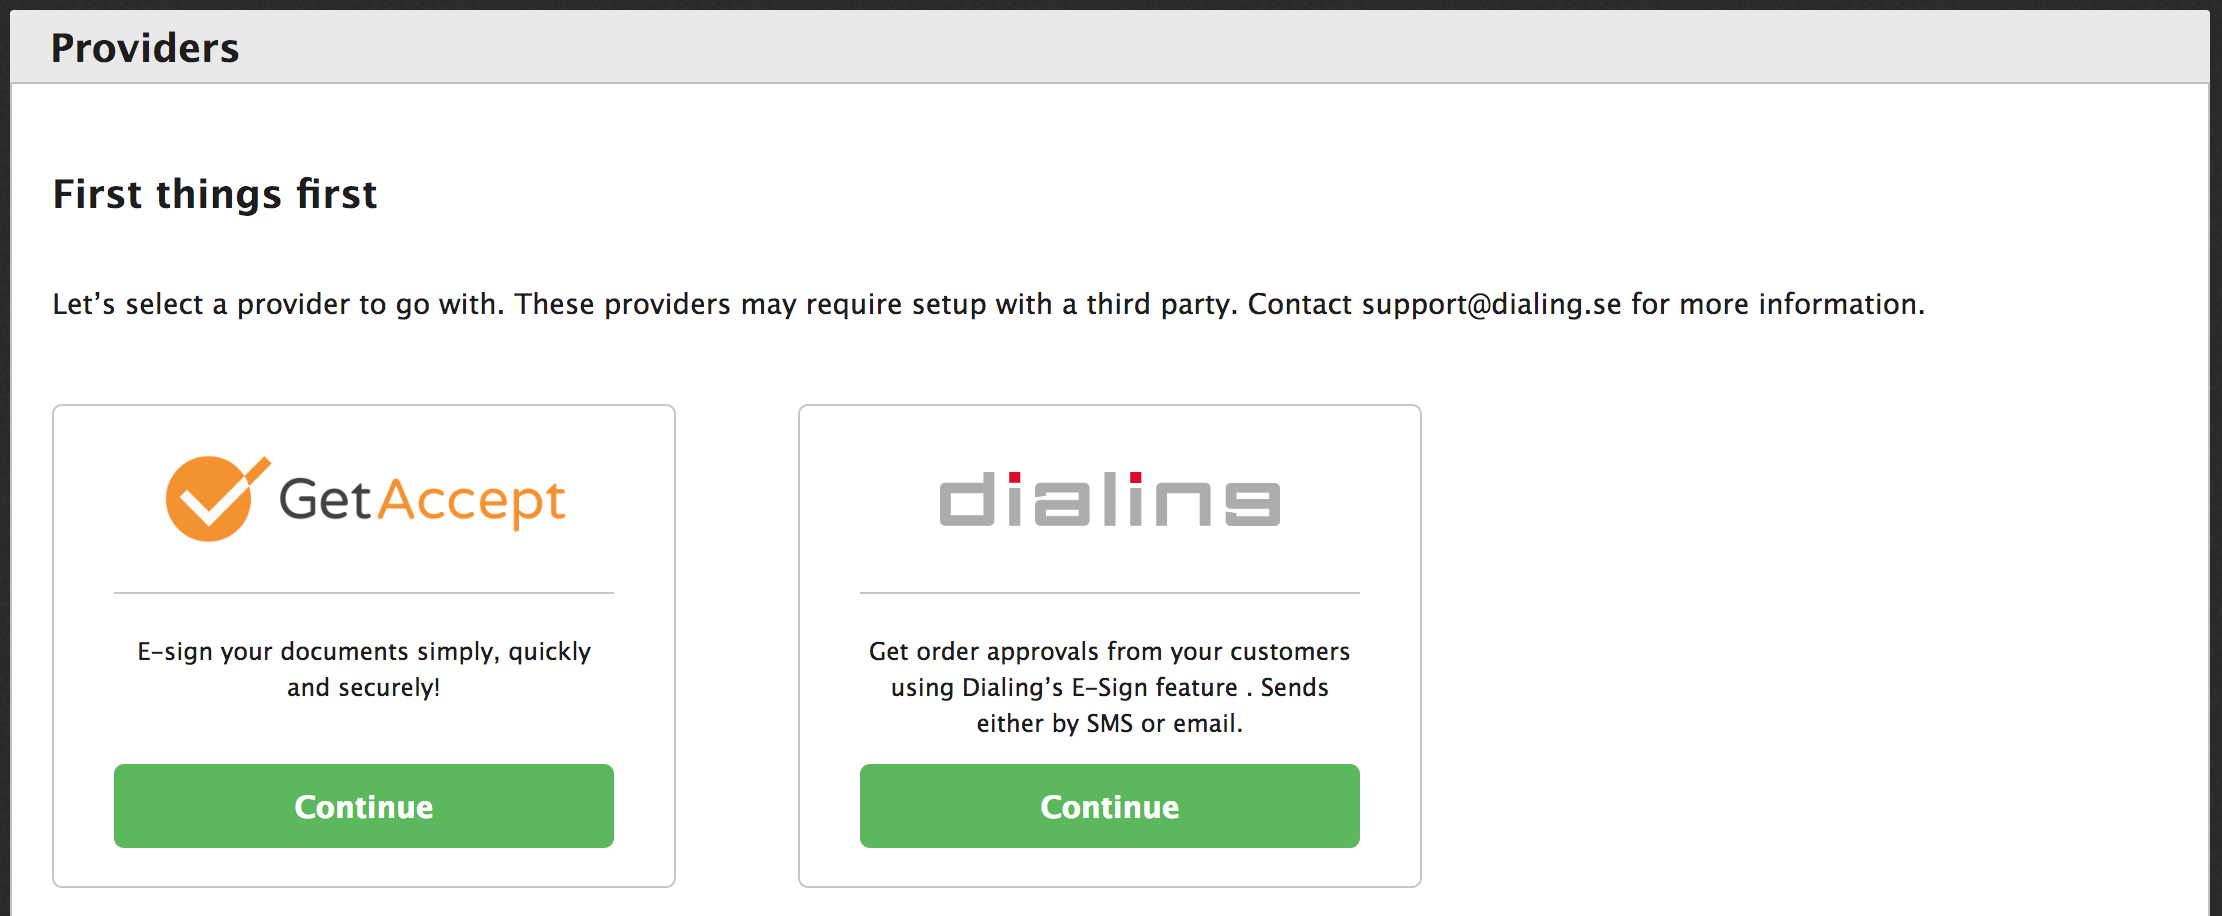 Providers
First things first
Let’s select a provider to go with. These providers may require setup with a third party. Contact support@dialing.se for more information.
GetAccept
E-sign your documents simply, quickly
and securely!
Continue
dialing
Get order approvals from your customers
using Dialing’s E-Sign feature . Sends
either by SMS or email.
Continue